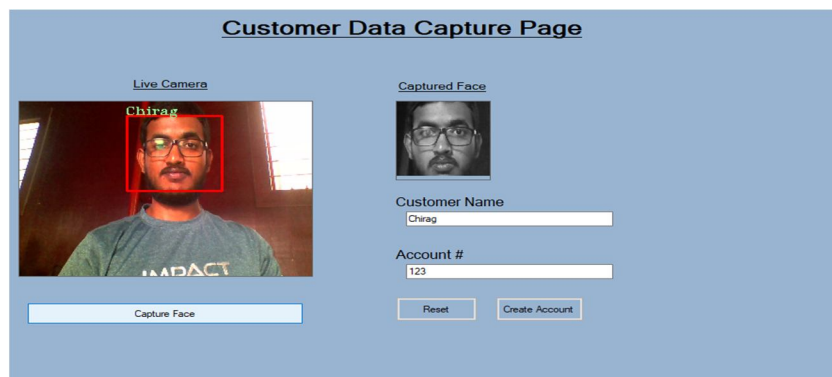 Customer Data Capture Page
Live Camera
Chirag
IMPACT
Capture Face
Captured Face
Customer Name
Chirag
Account #
123
Reset
Create Account